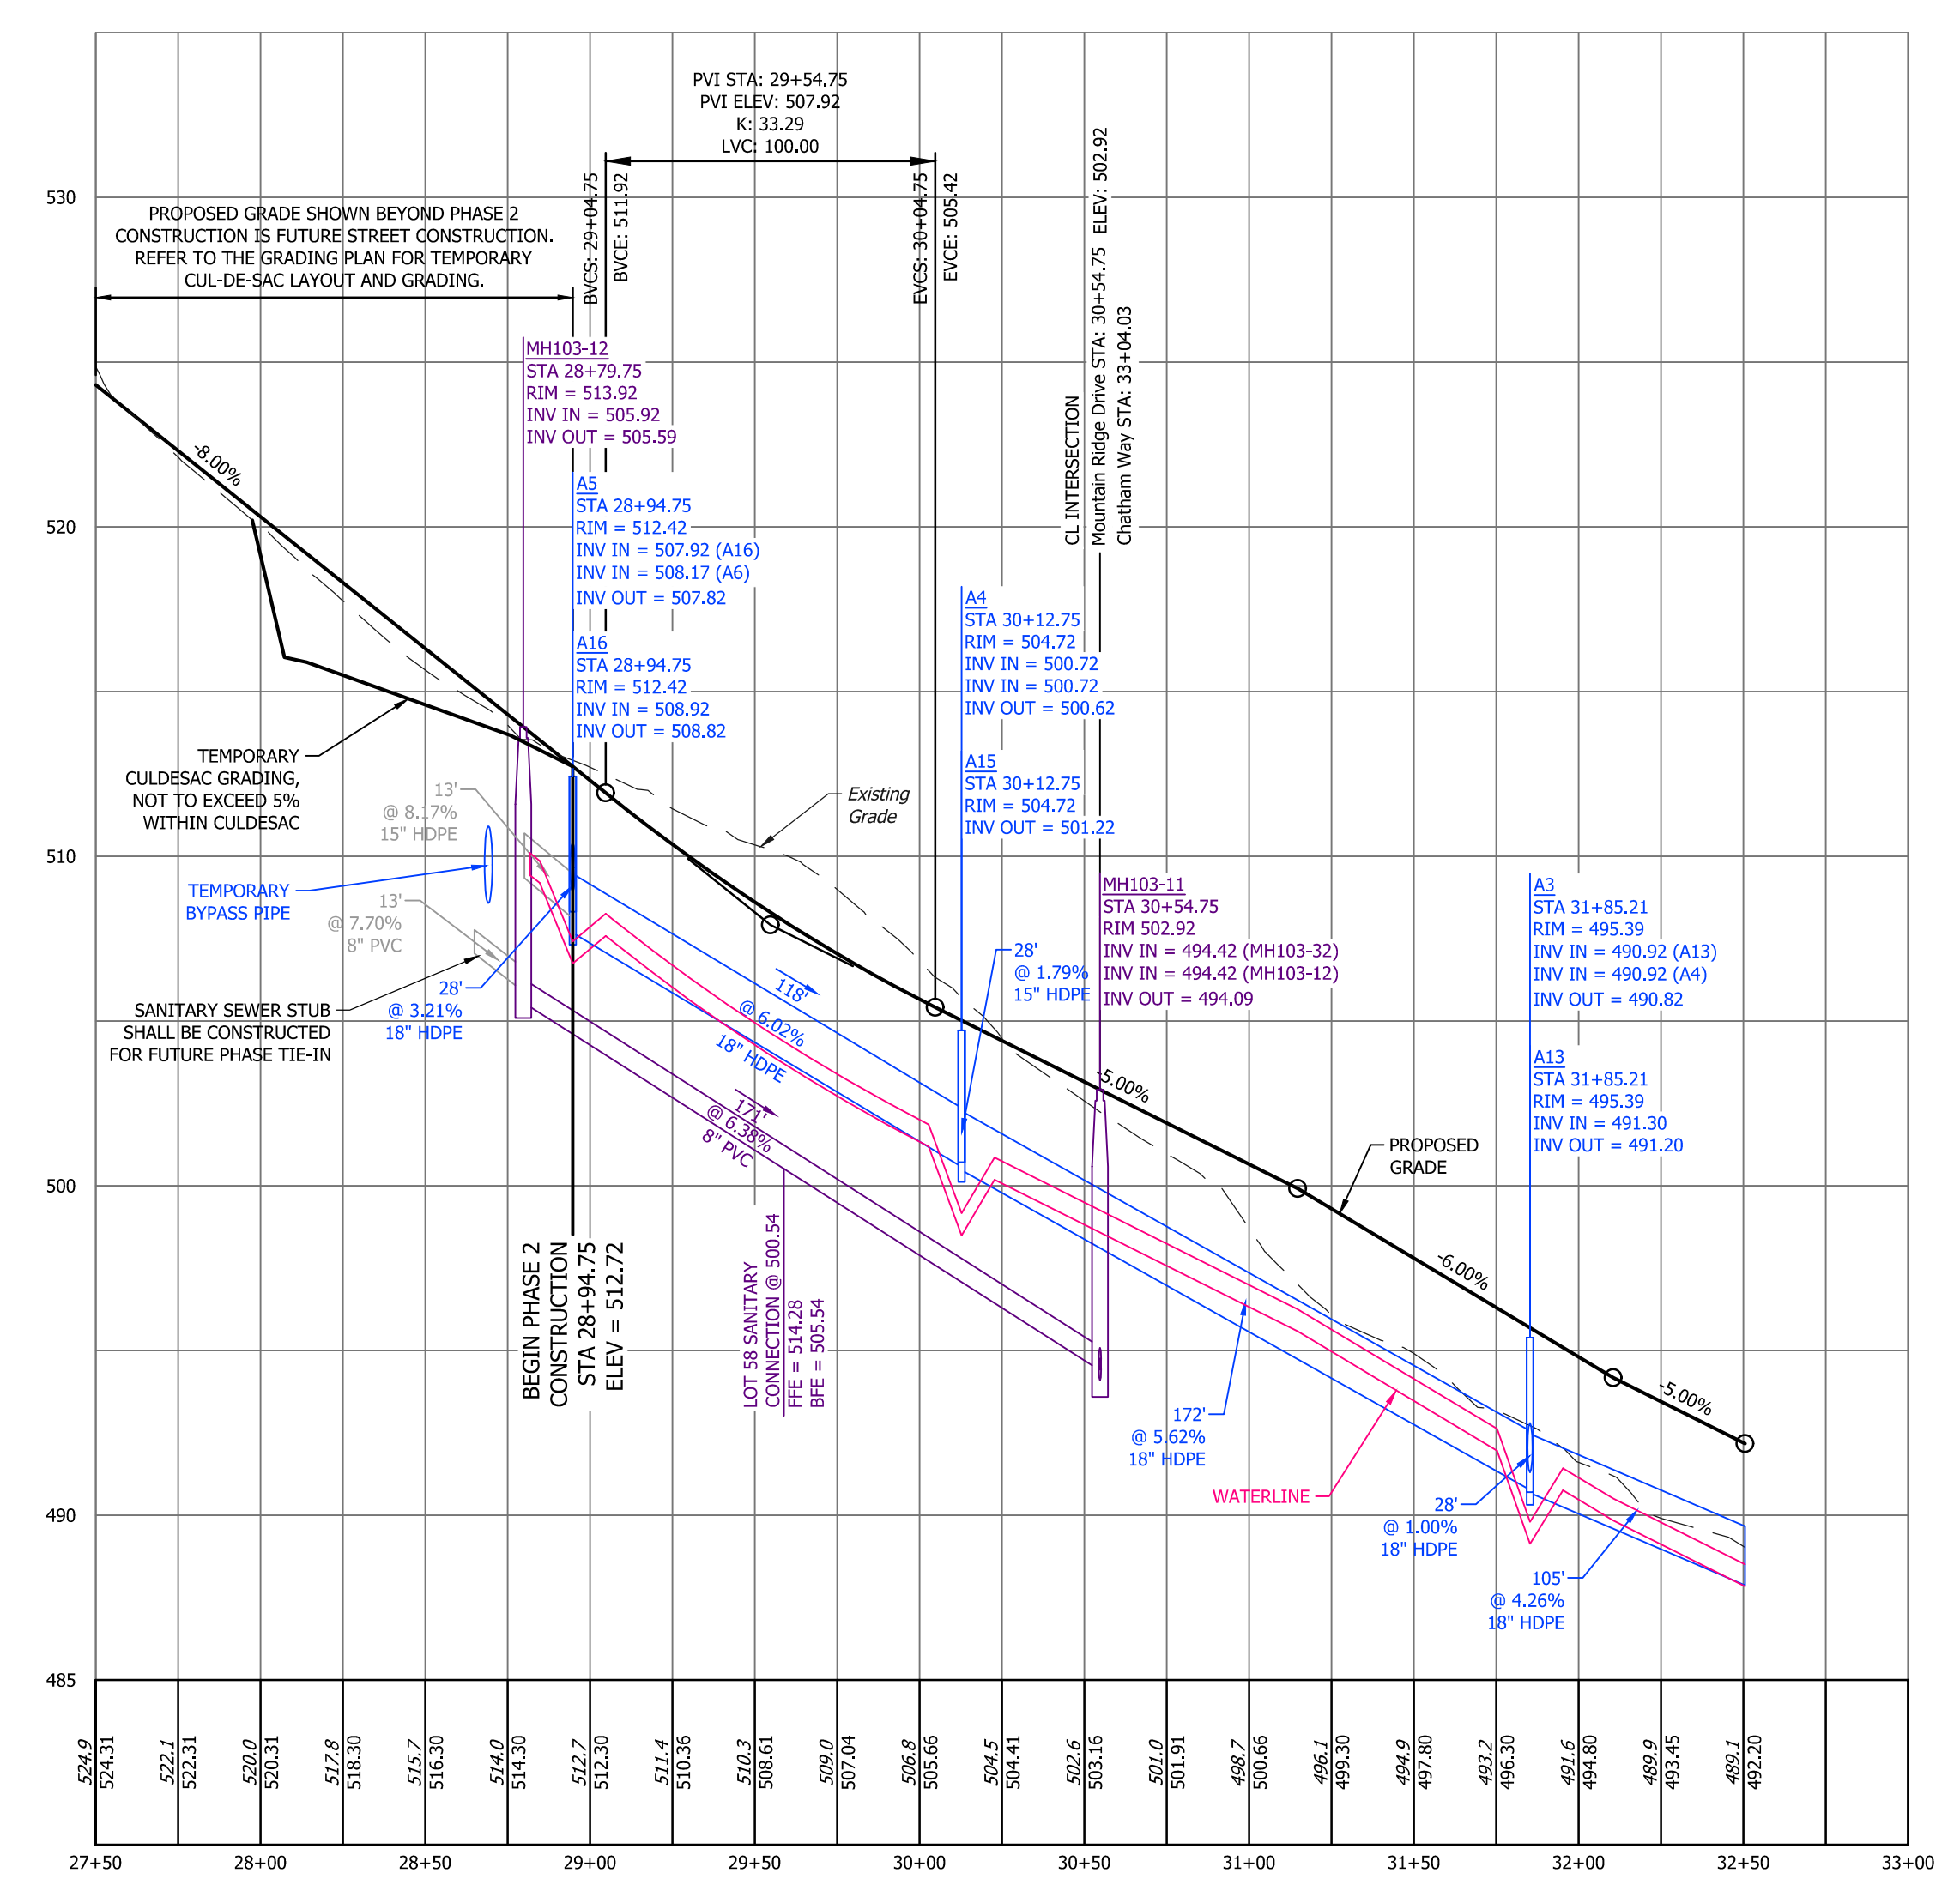 PVI STA: 29+54.75
PVI ELEV: 507.92
K: 33.29
LVC: 100.00
BVCS: 29+04.75
BVCE: 511.92
EVCS: 30+04.75
EVCE: 505.42
CL INTERSECTION
Mountain Ridge Drive STA: 30+54.75 ELEV: 502.92
Chatham Way STA: 33+04.03
530
520
510
500
490
485
PROPOSED GRADE SHOWN BEYOND PHASE 2
CONSTRUCTION IS FUTURE STREET CONSTRUCTION.
REFER TO THE GRADING PLAN FOR TEMPORARY
CUL-DE-SAC LAYOUT AND GRADING.
-8.00%
MH103-12
STA 28+79.75
RIM = 513.92
INV IN = 505.92
INV OUT = 505.59
A5
STA 28+94.75
RIM = 512.42
INV IN = 507.92 (A16)
INV IN = 508.17 (A6)
INV OUT = 507.82
A16
STA 28+94.75
RIM = 512.42
INV IN = 508.92
INV OUT = 508.82
A4
STA 30+12.75
RIM = 504.72
INV IN = 500.72
INV IN = 500.72
INV OUT = 500.62
A15
STA 30+12.75
RIM = 504.72
INV OUT = 501.22
TEMPORARY
CULDESAC GRADING,
NOT TO EXCEED 5%
WITHIN CULDESAC
13'
@ 8.17%
15" HDPE
Existing
Grade
TEMPORARY
BYPASS PIPE
13'
@ 7.70%
8" PVC
SANITARY SEWER STUB
SHALL BE CONSTRUCTED
FOR FUTURE PHASE TIE-IN
28'
@ 3.21%
18" HDPE
118'
@ 6.02%
18" HDPE
171'
@ 6.38%
8" PVC
28'
@ 1.79%
15" HDPE
MH103-11
STA 30+54.75
RIM 502.92
INV IN = 494.42 (MH103-32)
INV IN = 494.42 (MH103-12)
INV OUT = 494.09
A3
STA 31+85.21
RIM = 495.39
INV IN = 490.92 (A13)
INV IN = 490.92 (A4)
INV OUT = 490.82
A13
STA 31+85.21
RIM = 495.39
INV IN = 491.30
INV OUT = 491.20
-5.00%
PROPOSED
GRADE
-6.00%
-5.00%
BEGIN PHASE 2
CONSTRUCTION
STA 28+94.75
ELEV = 512.72
LOT 58 SANITARY
CONNECTION @ 500.54
FFE = 514.28
BFE = 505.54
172'
@ 5.62%
18" HDPE
WATERLINE
28'
@ 1.00%
18" HDPE
105'
@ 4.26%
18" HDPE
524.9
524.31
522.1
522.31
520.0
520.31
517.8
518.30
515.7
516.30
514.0
514.30
512.7
512.30
511.4
510.36
510.3
508.61
509.0
507.04
506.8
505.66
504.5
504.41
502.6
503.16
501.0
501.91
498.7
500.66
496.1
499.30
494.9
497.80
493.2
496.30
491.6
494.80
489.9
493.45
489.1
492.20
27+50
28+00
28+50
29+00
29+50
30+00
30+50
31+00
31+50
32+00
32+50
33+00